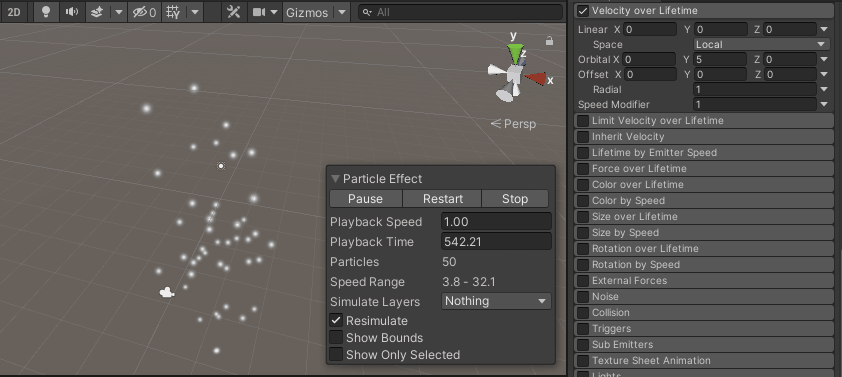 2D
0
Gizmos
All
y
z
x
Persp
Particle Effect
Pause Restart Stop
Playback Speed 1.00
Playback Time 542.21
Particles 50
Speed Range 3.8 - 32.1
Simulate Layers Nothing
Resimulate
Show Bounds
Show Only Selected
Velocity over Lifetime
Linear X 0 Y 0 Z 0
Space Local
Orbital X 0 Y 5 Z 0
Offset X 0 Y 0 Z 0
Radial 1
Speed Modifier 1
Limit Velocity over Lifetime
Inherit Velocity
Lifetime by Emitter Speed
Force over Lifetime
Color over Lifetime
Color by Speed
Size over Lifetime
Size by Speed
Rotation over Lifetime
Rotation by Speed
External Forces
Noise
Collision
Triggers
Sub Emitters
Texture Sheet Animation
Lights